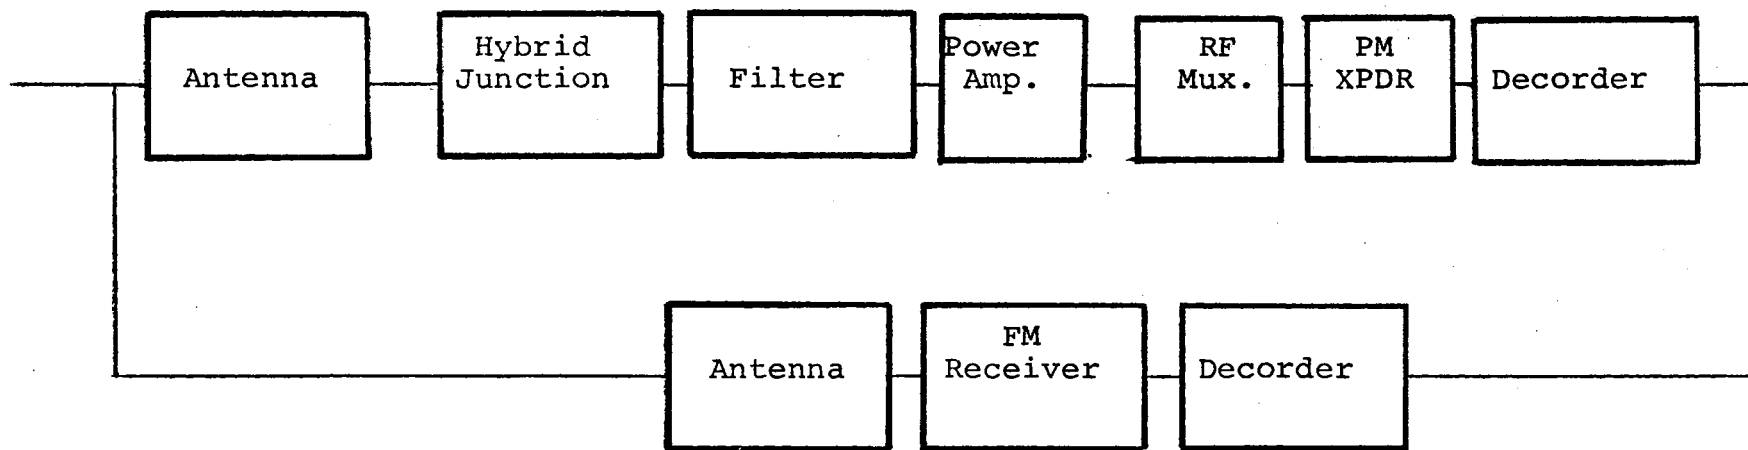 Antenna
Hybrid
Junction
Filter
Power
Amp.
RF
Mux.
PM
XPDR
Decorder
Antenna
FM
Receiver
Decorder